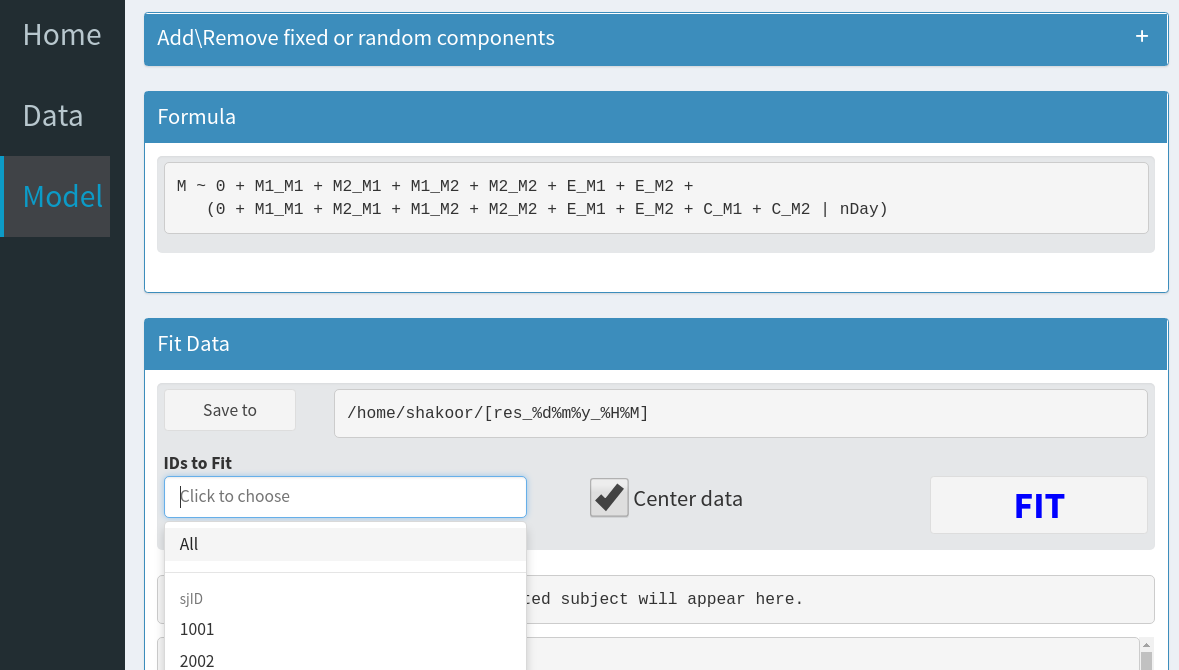 Home
Data
Model
Add\Remove fixed or random components +
Formula
M ~ 0 + M1_M1 + M2_M1 + M1_M2 + M2_M2 + E_M1 + E_M2 +
(0 + M1_M1 + M2_M1 + M1_M2 + M2_M2 + E_M1 + E_M2 + C_M1 + C_M2 | nDay)
Fit Data
Save to
/home/shakoor/[res_%d%m%y_%H%M]
IDs to Fit
Click to choose
Center data
FIT
All
sjID
subject will appear here.
1001
2002